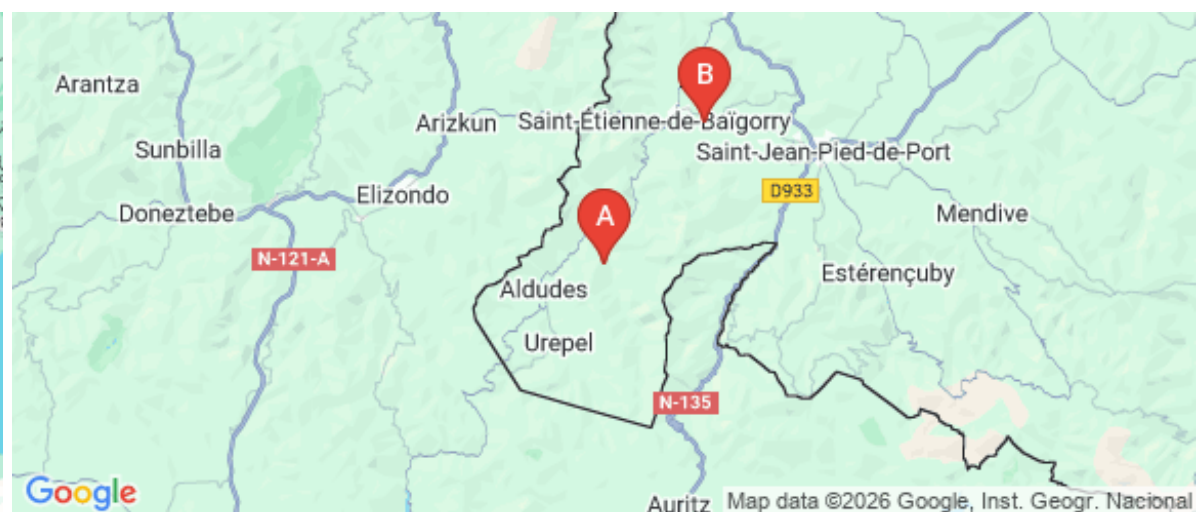 Arantza
B
Arizkun
Saint-Étienne-de-Baïgorry
Sunbilla
Saint-Jean-Pied-de-Port
Elizondo
D933
Doneztebe
A
Mendive
N-121-A
Estérençuby
Aldudes
Urepel
N-135
Google
Auritz
Map data ©2026 Google, Inst. Geogr. Nacional